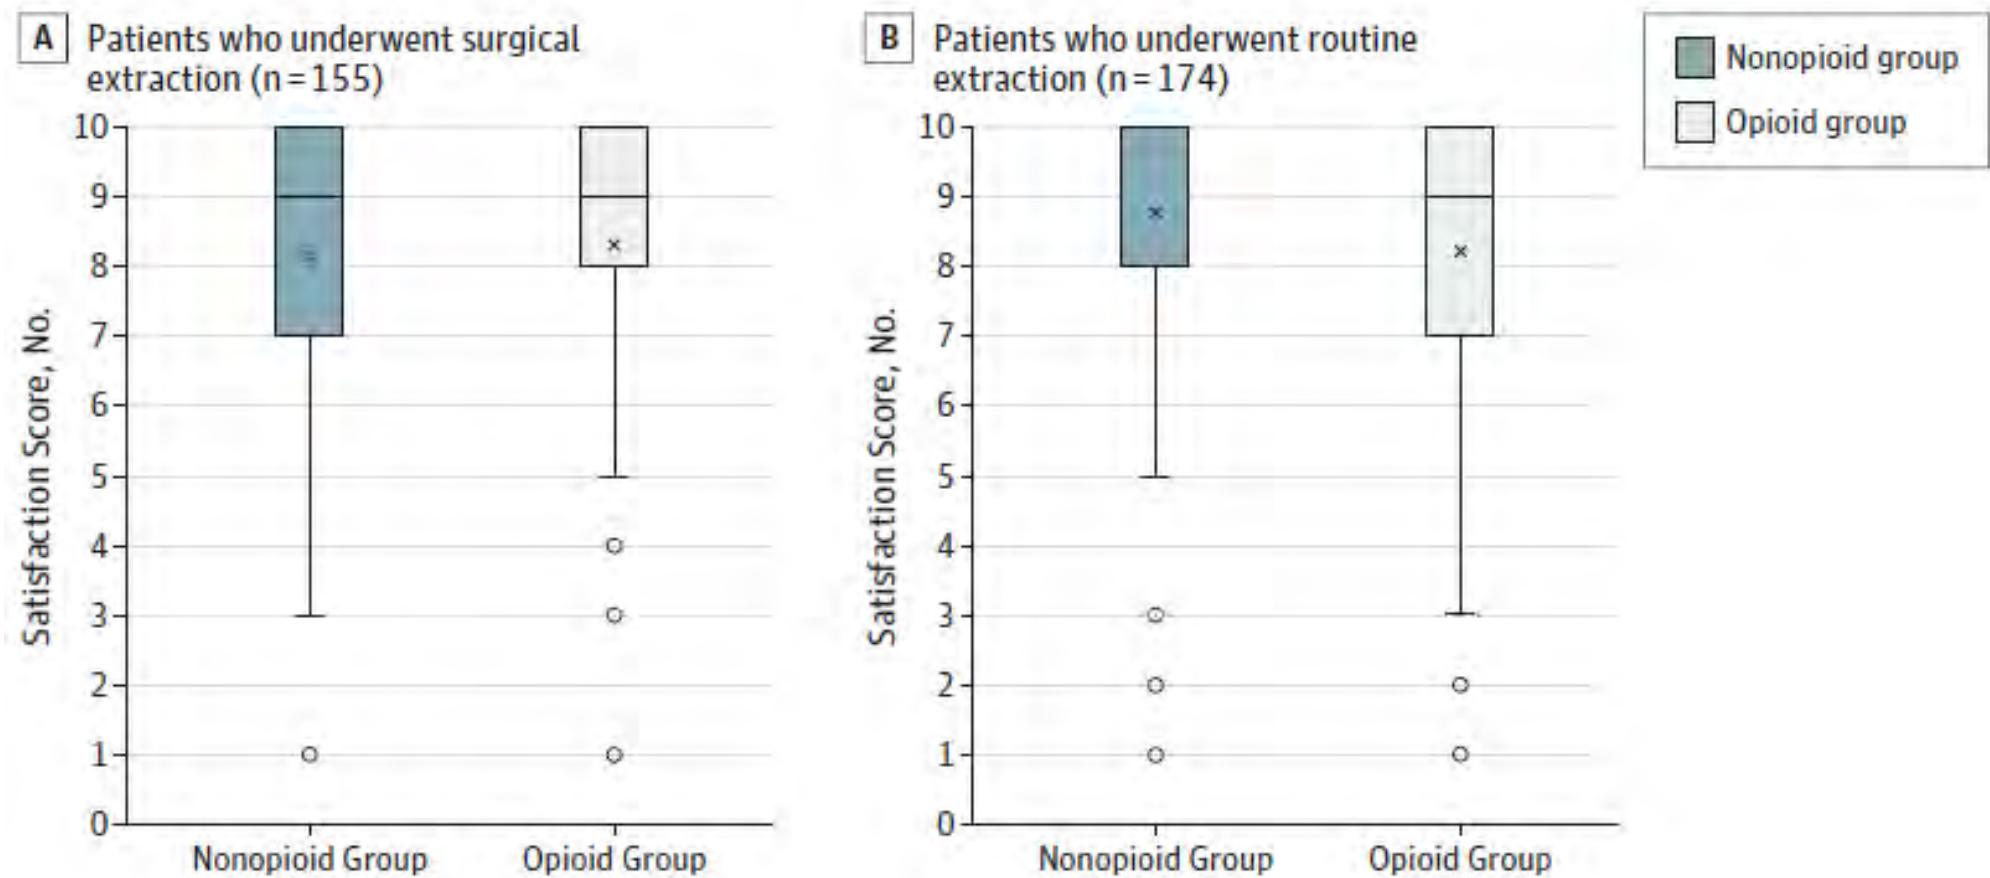 A Patients who underwent surgical
extraction (n = 155)
Satisfaction Score, No.
10
9
8
7
6
5
4
3
2
1
0
Nonopioid Group
Opioid Group
B Patients who underwent routine
extraction (n = 174)
Satisfaction Score, No.
10
9
8
7
6
5
4
3
2
1
0
Nonopioid Group
Opioid Group
Nonopioid group
Opioid group